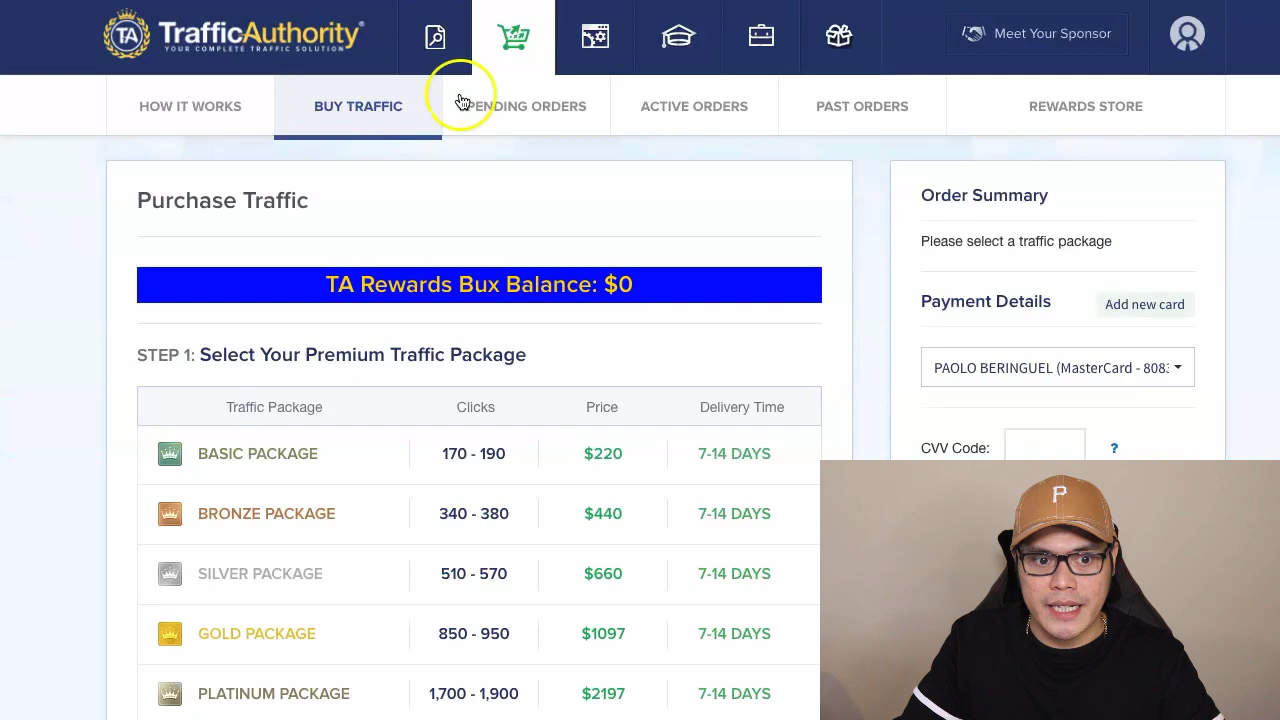 TA
TrafficAuthority
YOUR COMPLETE TRAFFIC SOLUTION
Meet Your Sponsor
HOW IT WORKS
BUY TRAFFIC
PENDING ORDERS
ACTIVE ORDERS
PAST ORDERS
REWARDS STORE
Purchase Traffic
TA Rewards Bux Balance: $0
STEP 1: Select Your Premium Traffic Package
Traffic Package Clicks Price Delivery Time
BASIC PACKAGE 170 - 190 $220 7-14 DAYS
BRONZE PACKAGE 340 - 380 $440 7-14 DAYS
SILVER PACKAGE 510 - 570 $660 7-14 DAYS
GOLD PACKAGE 850 - 950 $1097 7-14 DAYS
PLATINUM PACKAGE 1,700 - 1,900 $2197 7-14 DAYS
Order Summary
Please select a traffic package
Payment Details Add new card
PAOLO BERINGUEL (MasterCard - 8083
CVV Code: ?
P